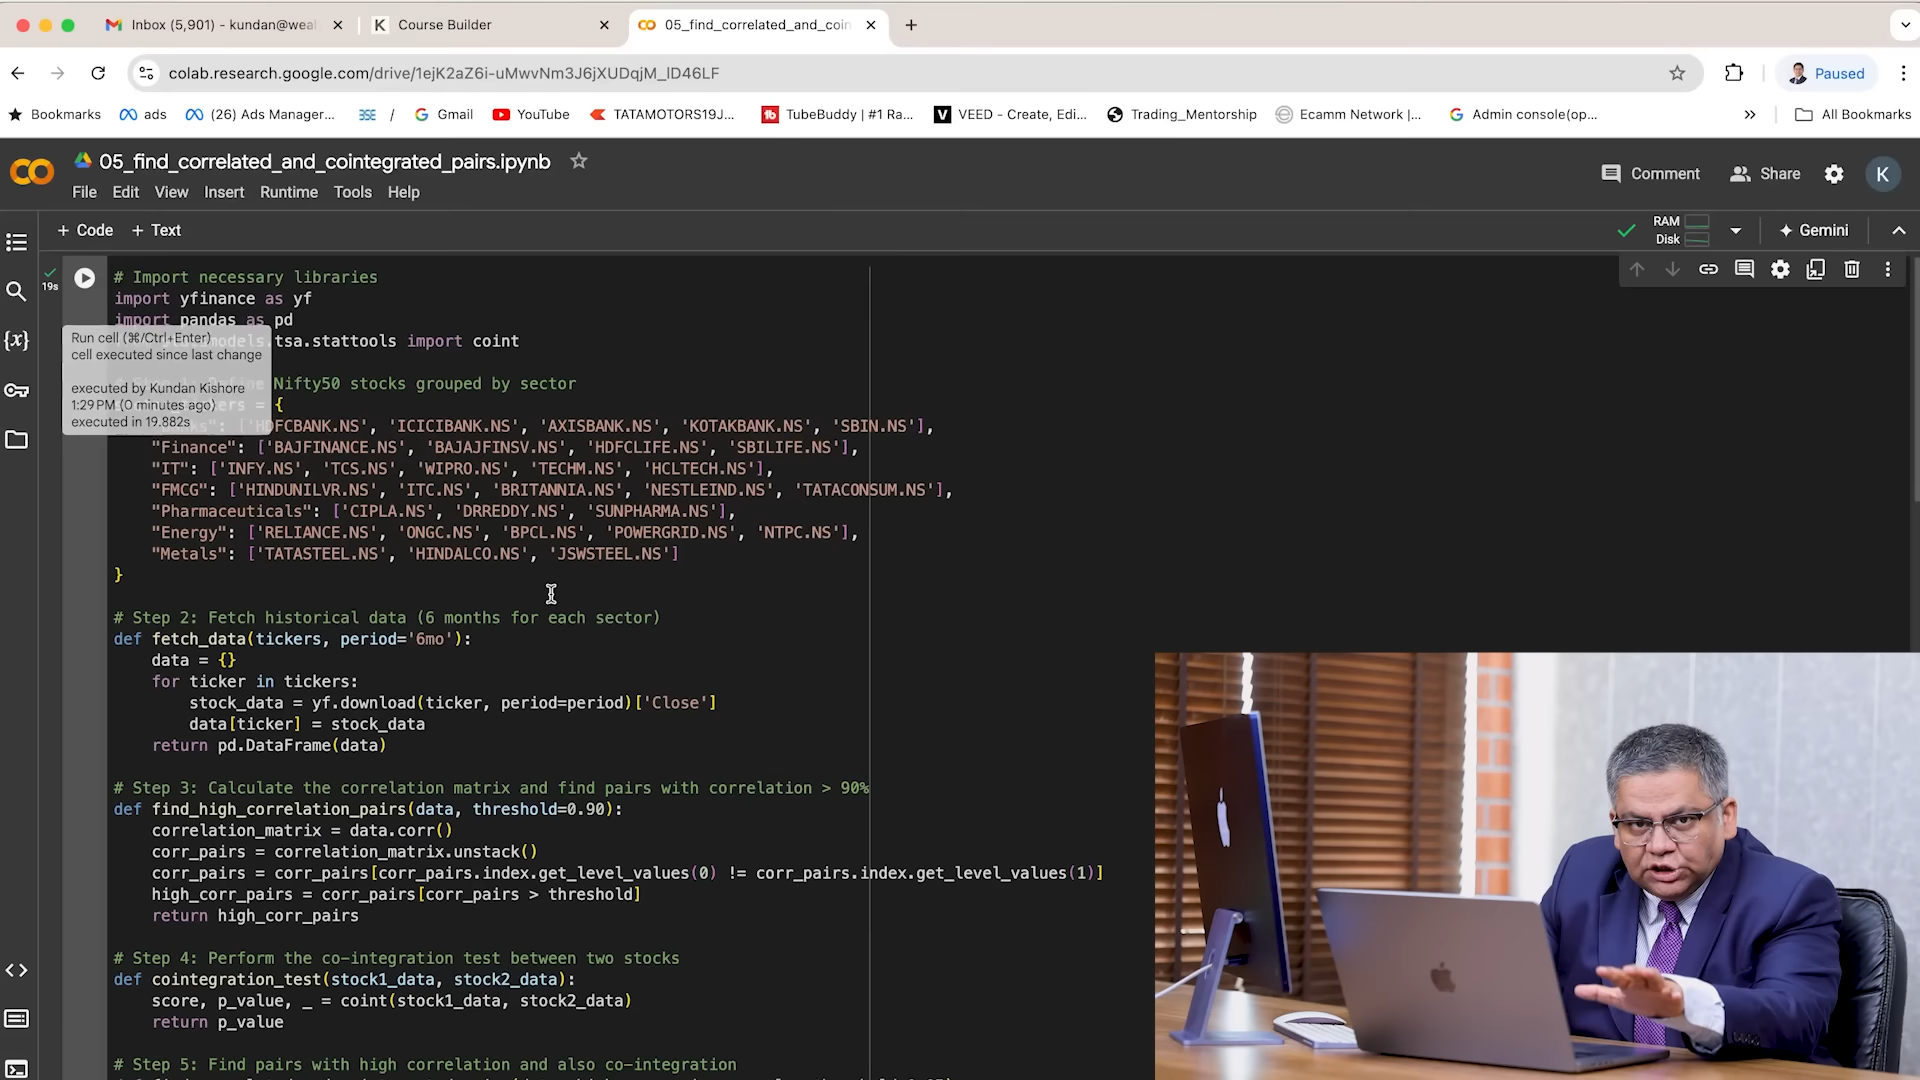 Inbox (5,901) - kundan@weal
Course Builder
05_find_correlated_and_coin
colab.research.google.com/drive/1ejK2aZ6i-uMwvNm3J6jXUDqjM_lD46LF
Paused
Bookmarks
ads
(26) Ads Manager...
/
Gmail
YouTube
TATAMOTORS19J...
TubeBuddy | #1 Ra...
VEED - Create, Edi...
Trading_Mentorship
Ecamm Network |...
Admin console(op...
»
All Bookmarks
05_find_correlated_and_cointegrated_pairs.ipynb
Comment
Share
K
File Edit View Insert Runtime Tools Help
+ Code + Text
RAM
Disk
Gemini
19s
# Import necessary libraries
import yfinance as yf
import pandas as pd
tsa.stattools import coint
Run cell (⌘/Ctrl+Enter)
cell executed since last change
executed by Kundan Kishore
1:29 PM (0 minutes ago)
executed in 19.882s
Nifty50 stocks grouped by sector
= {
'HDFCBANK.NS', 'ICICIBANK.NS', 'AXISBANK.NS', 'KOTAKBANK.NS', 'SBIN.NS'],
"Finance": ['BAJFINANCE.NS', 'BAJAJFINSV.NS', 'HDFCLIFE.NS', 'SBILIFE.NS'],
"IT": ['INFY.NS', 'TCS.NS', 'WIPRO.NS', 'TECHM.NS', 'HCLTECH.NS'],
"FMCG": ['HINDUNILVR.NS', 'ITC.NS', 'BRITANNIA.NS', 'NESTLEIND.NS', 'TATACONSUM.NS'],
"Pharmaceuticals": ['CIPLA.NS', 'DRREDDY.NS', 'SUNPHARMA.NS'],
"Energy": ['RELIANCE.NS', 'ONGC.NS', 'BPCL.NS', 'POWERGRID.NS', 'NTPC.NS'],
"Metals": ['TATASTEEL.NS', 'HINDALCO.NS', 'JSWSTEEL.NS']
}
# Step 2: Fetch historical data (6 months for each sector)
def fetch_data(tickers, period='6mo'):
data = {}
for ticker in tickers:
stock_data = yf.download(ticker, period=period)['Close']
data[ticker] = stock_data
return pd.DataFrame(data)
# Step 3: Calculate the correlation matrix and find pairs with correlation > 90%
def find_high_correlation_pairs(data, threshold=0.90):
correlation_matrix = data.corr()
corr_pairs = correlation_matrix.unstack()
corr_pairs = corr_pairs[corr_pairs.index.get_level_values(0) != corr_pairs.index.get_level_values(1)]
high_corr_pairs = corr_pairs[corr_pairs > threshold]
return high_corr_pairs
# Step 4: Perform the co-integration test between two stocks
def cointegration_test(stock1_data, stock2_data):
score, p_value, _ = coint(stock1_data, stock2_data)
return p_value
# Step 5: Find pairs with high correlation and also co-integration